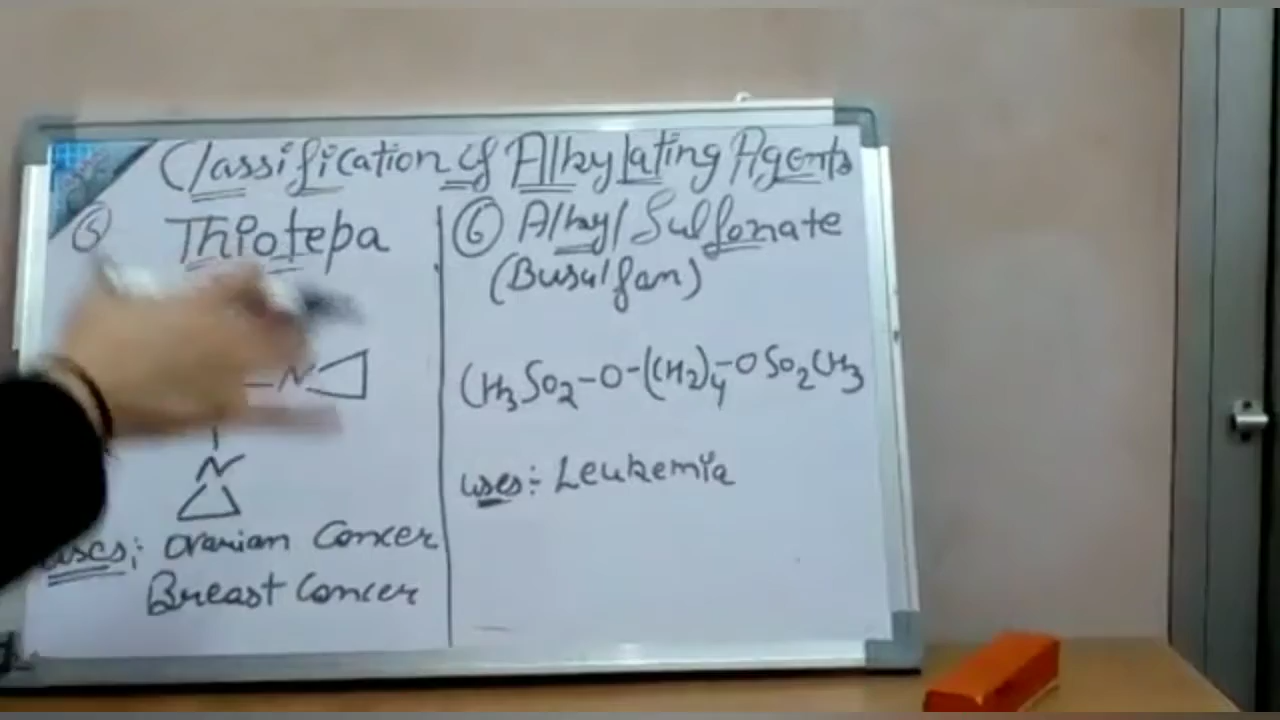 Classification of Alkylating Agents
⑤ Thiotepa
N
N
uses: Ovarian Cancer
Breast Cancer
⑥ Alkyl Sulfonate
(Busulfan)
CH3SO2-O-(CH2)4-OSO2CH3
uses:- Leukemia